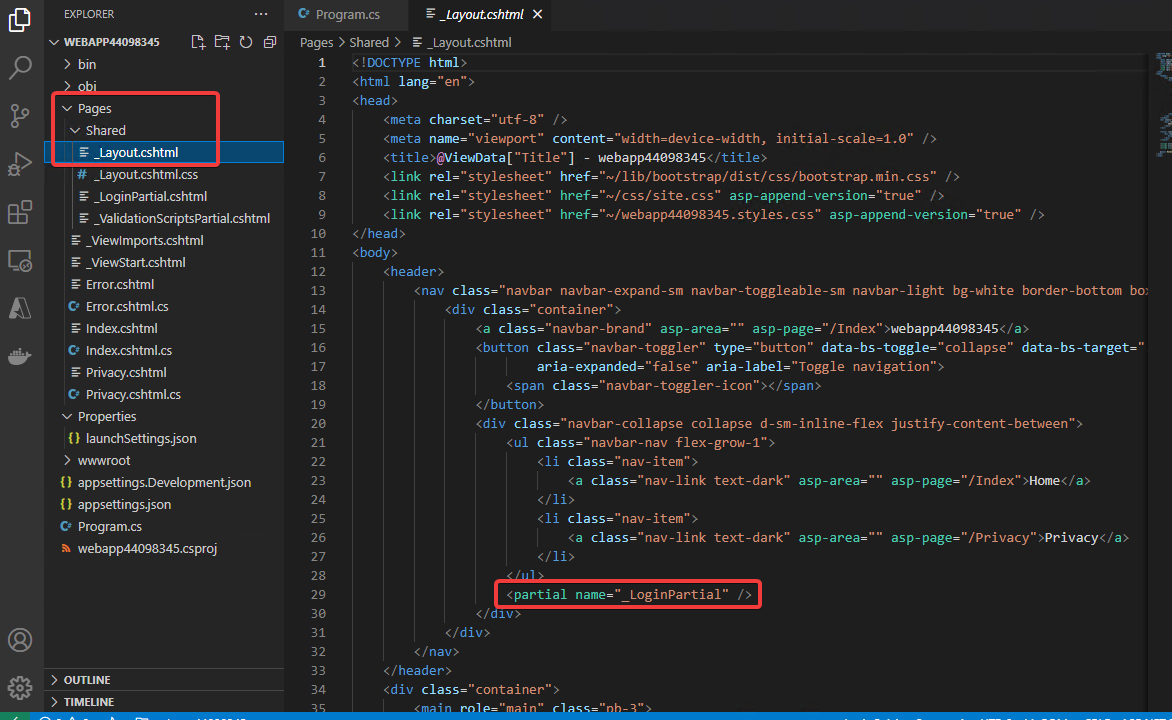 EXPLORER
WEBAPP44098345
bin
obj
Pages
Shared
_Layout.cshtml
_Layout.cshtml.css
_LoginPartial.cshtml
_ValidationScriptsPartial.cshtml
_ViewImports.cshtml
_ViewStart.cshtml
Error.cshtml
Error.cshtml.cs
Index.cshtml
Index.cshtml.cs
Privacy.cshtml
Privacy.cshtml.cs
Properties
launchSettings.json
wwwroot
appsettings.Development.json
appsettings.json
Program.cs
webapp44098345.csproj
OUTLINE
TIMELINE
Program.cs
_Layout.cshtml
Pages > Shared > _Layout.cshtml
1 <!DOCTYPE html>
2 <html lang="en">
3 <head>
4 <meta charset="utf-8" />
5 <meta name="viewport" content="width=device-width, initial-scale=1.0" />
6 <title>@ViewData["Title"] - webapp44098345</title>
7 <link rel="stylesheet" href="~/lib/bootstrap/dist/css/bootstrap.min.css" />
8 <link rel="stylesheet" href="~/css/site.css" asp-append-version="true" />
9 <link rel="stylesheet" href="~/webapp44098345.styles.css" asp-append-version="true" />
10 </head>
11 <body>
12 <header>
13 <nav class="navbar navbar-expand-sm navbar-toggleable-sm navbar-light bg-white border-bottom box
14 <div class="container">
15 <a class="navbar-brand" asp-area="" asp-page="/Index">webapp44098345</a>
16 <button class="navbar-toggler" type="button" data-bs-toggle="collapse" data-bs-target="
17 aria-expanded="false" aria-label="Toggle navigation">
18 <span class="navbar-toggler-icon"></span>
19 </button>
20 <div class="navbar-collapse collapse d-sm-inline-flex justify-content-between">
21 <ul class="navbar-nav flex-grow-1">
22 <li class="nav-item">
23 <a class="nav-link text-dark" asp-area="" asp-page="/Index">Home</a>
24 </li>
25 <li class="nav-item">
26 <a class="nav-link text-dark" asp-area="" asp-page="/Privacy">Privacy</a>
27 </li>
28 </ul>
29 <partial name="_LoginPartial" />
30 </div>
31 </div>
32 </nav>
33 </header>
34 <div class="container">
35 <main role="main" class="pb-3">